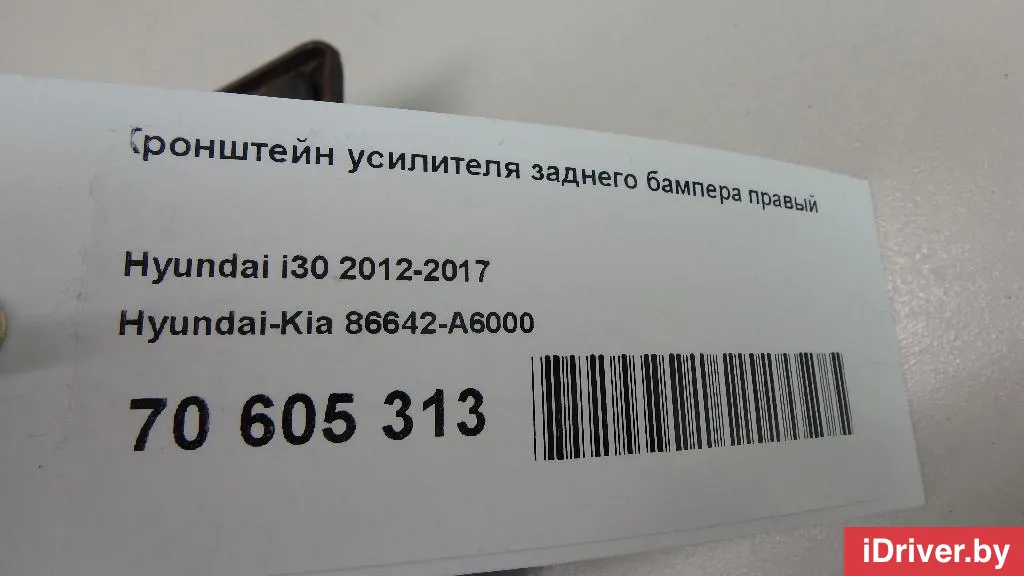 Кронштейн усилителя заднего бампера правый
Hyundai i30 2012-2017
Hyundai-Kia 86642-A6000
70 605 313
iDriver.by